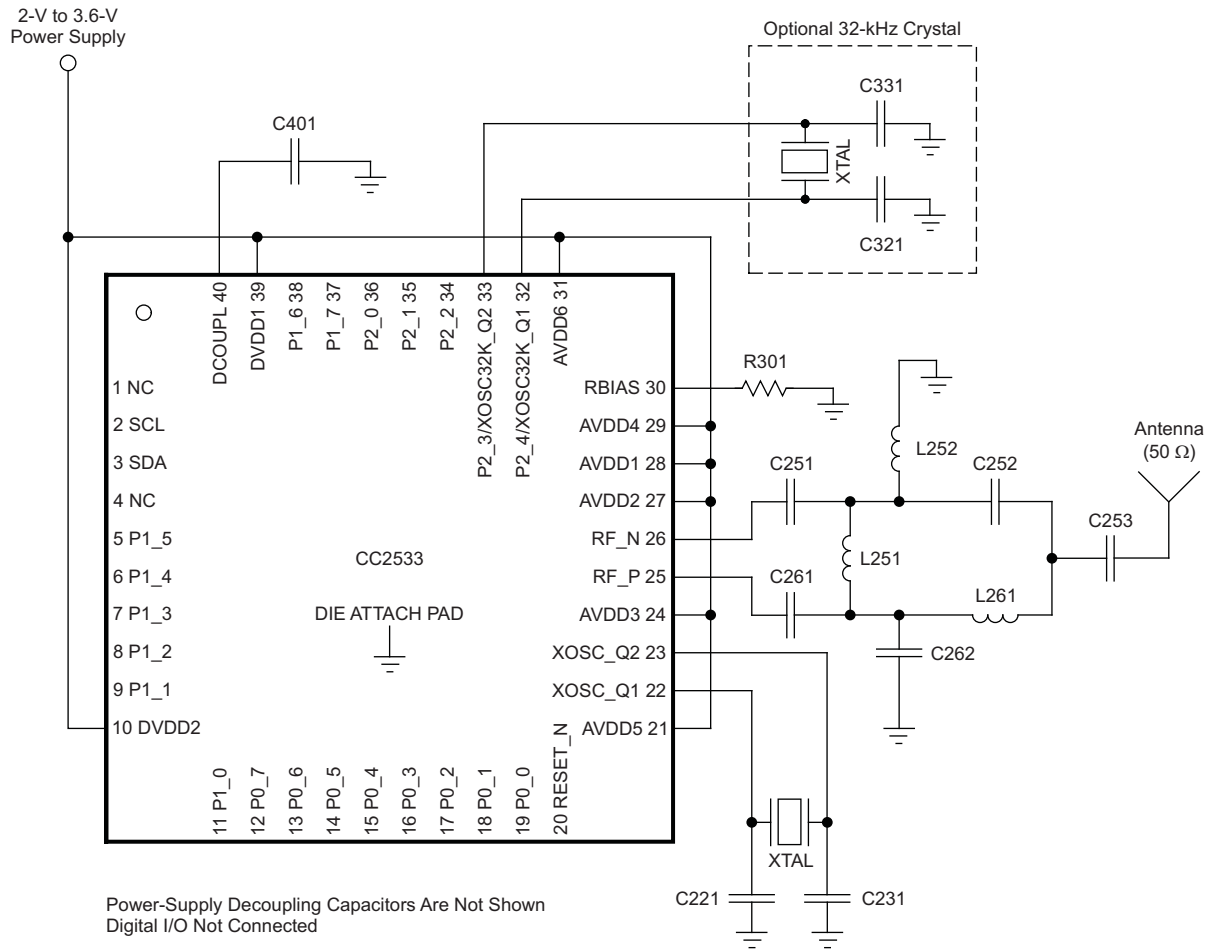 2-V to 3.6-V
Power Supply
Optional 32-kHz Crystal
C331
C401
XTAL
C321
DCOUPL 40
DVDD1 39
P1_6 38
P1_7 37
P2_0 36
P2_1 35
P2_2 34
P2_3/XOSC32K_Q2 33
P2_4/XOSC32K_Q1 32
AVDD6 31
1 NC
2 SCL
3 SDA
4 NC
5 P1_5
6 P1_4
7 P1_3
8 P1_2
9 P1_1
10 DVDD2
CC2533
DIE ATTACH PAD
RBIAS 30
AVDD4 29
AVDD1 28
AVDD2 27
RF_N 26
RF_P 25
AVDD3 24
XOSC_Q2 23
XOSC_Q1 22
AVDD5 21
11 P1_0
12 P0_7
13 P0_6
14 P0_5
15 P0_4
16 P0_3
17 P0_2
18 P0_1
19 P0_0
20 RESET_N
R301
L252
Antenna
(50 Ω)
C251
C252
C253
L251
C261
L261
C262
XTAL
C221
C231
Power-Supply Decoupling Capacitors Are Not Shown
Digital I/O Not Connected